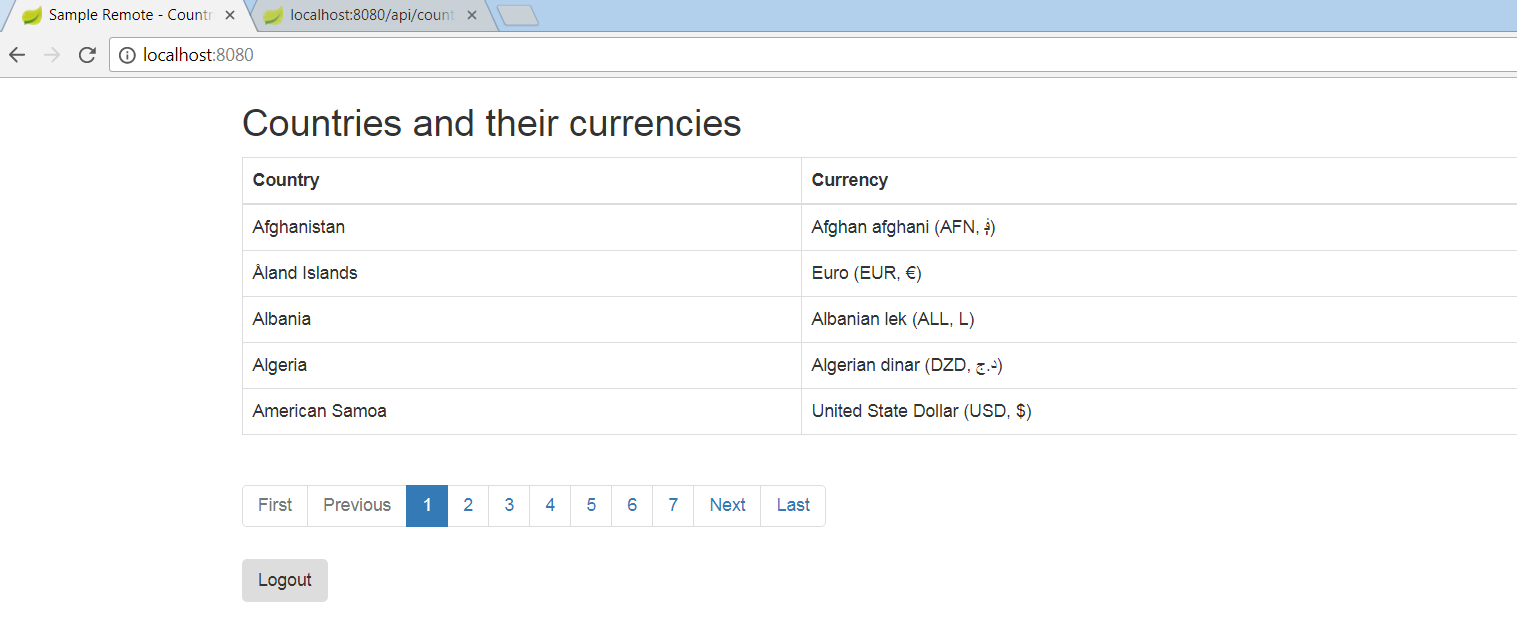 Sample Remote - Countr
localhost:8080/api/count
localhost:8080
Countries and their currencies
Country Currency
Afghanistan Afghan afghani (AFN, ؋)
Åland Islands Euro (EUR, €)
Albania Albanian lek (ALL, L)
Algeria Algerian dinar (DZD, د.ج)
American Samoa United State Dollar (USD, $)
First Previous 1 2 3 4 5 6 7 Next Last
Logout